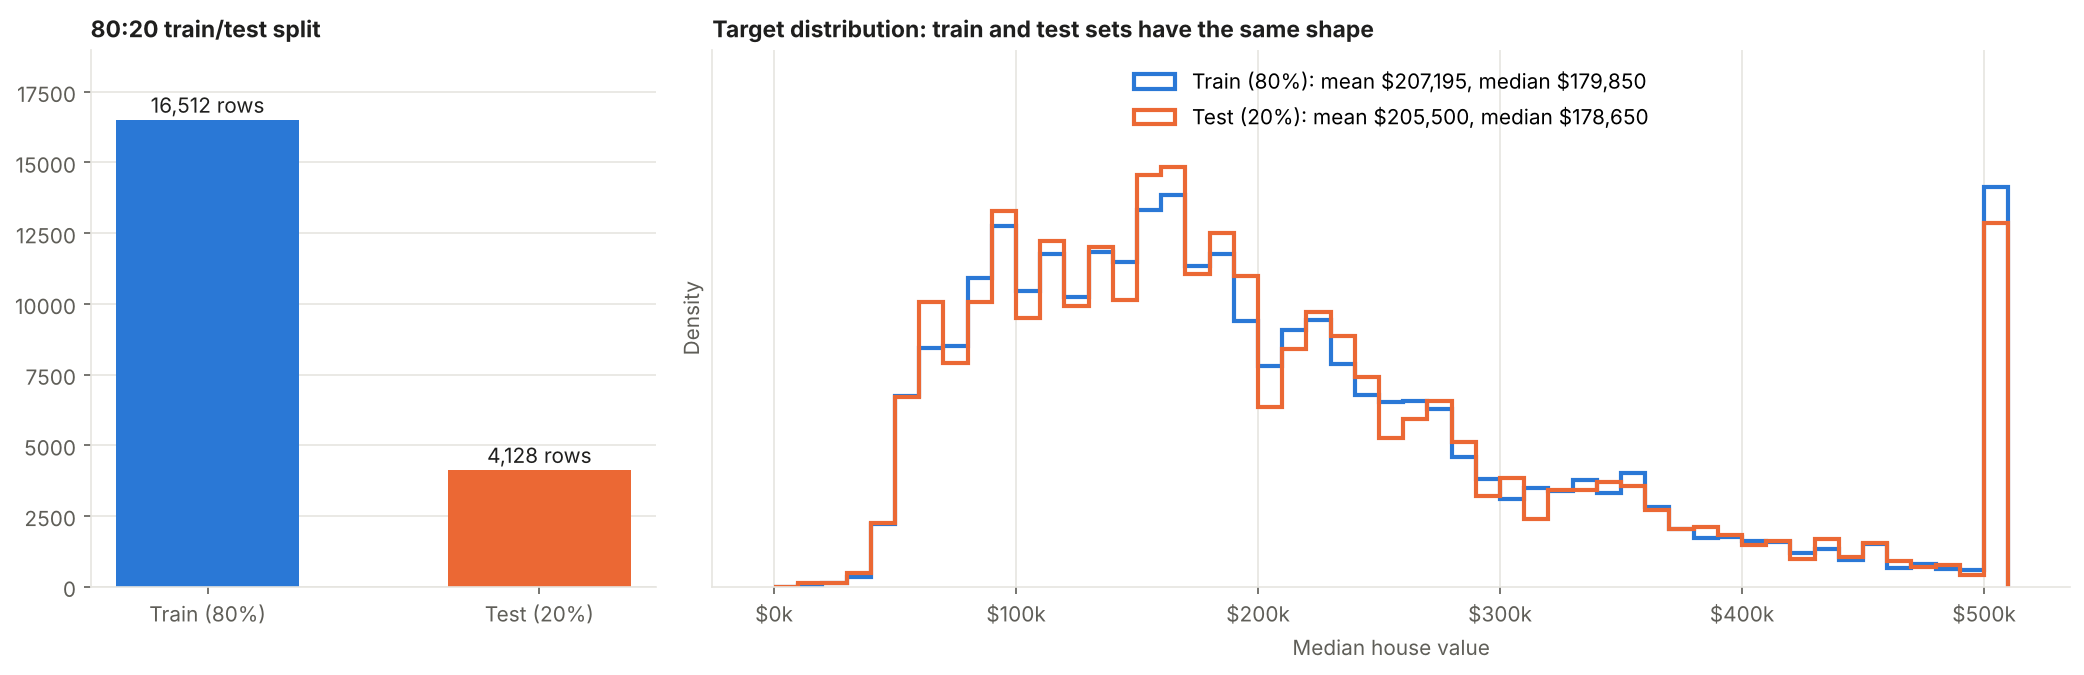 80:20 train/test split
17500
15000
12500
10000
7500
5000
2500
0
16,512 rows
4,128 rows
Train (80%)
Test (20%)
Target distribution: train and test sets have the same shape
Train (80%): mean $207,195, median $179,850
Test (20%): mean $205,500, median $178,650
Density
$0k
$100k
$200k
$300k
$400k
$500k
Median house value